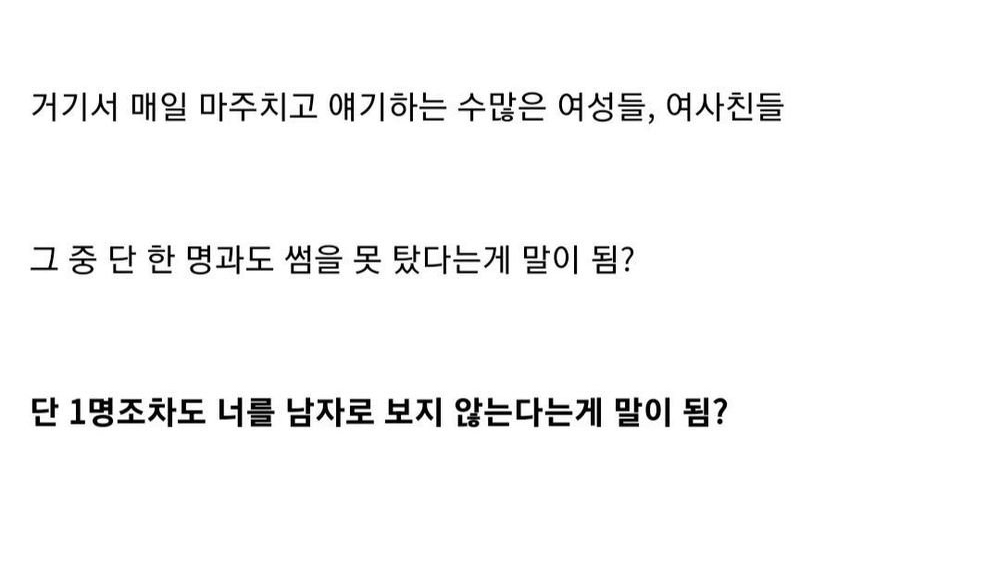 거기서 매일 마주치고 얘기하는 수많은 여성들, 여사친들
그 중 단 한 명과도 썸을 못 탔다는게 말이 됨?
단 1명조차도 너를 남자로 보지 않는다는게 말이 됨?